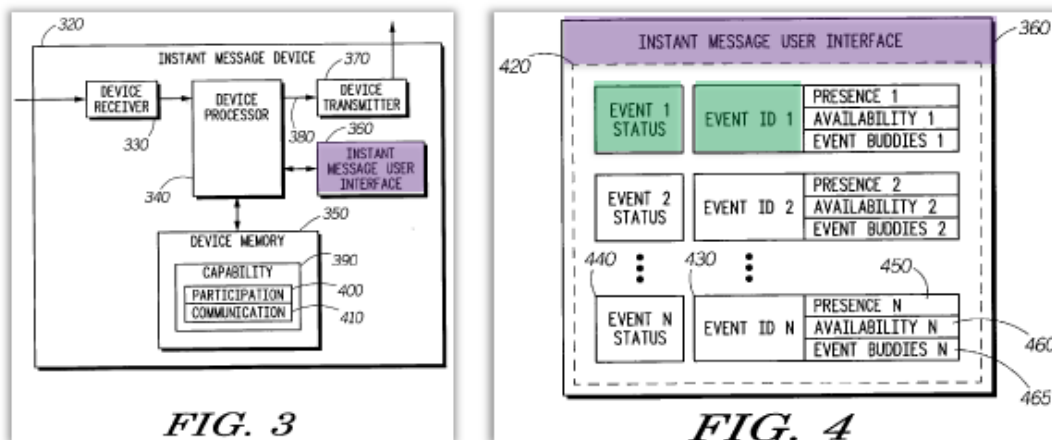 320
INSTANT MESSAGE DEVICE
370
DEVICE RECEIVER
330
DEVICE PROCESSOR
340
380
DEVICE TRANSMITTER
360
INSTANT MESSAGE USER INTERFACE
350
DEVICE MEMORY
390
CAPABILITY
400
PARTICIPATION
410
COMMUNICATION
FIG. 3
INSTANT MESSAGE USER INTERFACE
360
420
EVENT 1 STATUS
EVENT ID 1
PRESENCE 1
AVAILABILITY 1
EVENT BUDDIES 1
EVENT 2 STATUS
EVENT ID 2
PRESENCE 2
AVAILABILITY 2
EVENT BUDDIES 2
440
430
450
EVENT N STATUS
EVENT ID N
PRESENCE N
AVAILABILITY N
460
EVENT BUDDIES N
465
FIG. 4